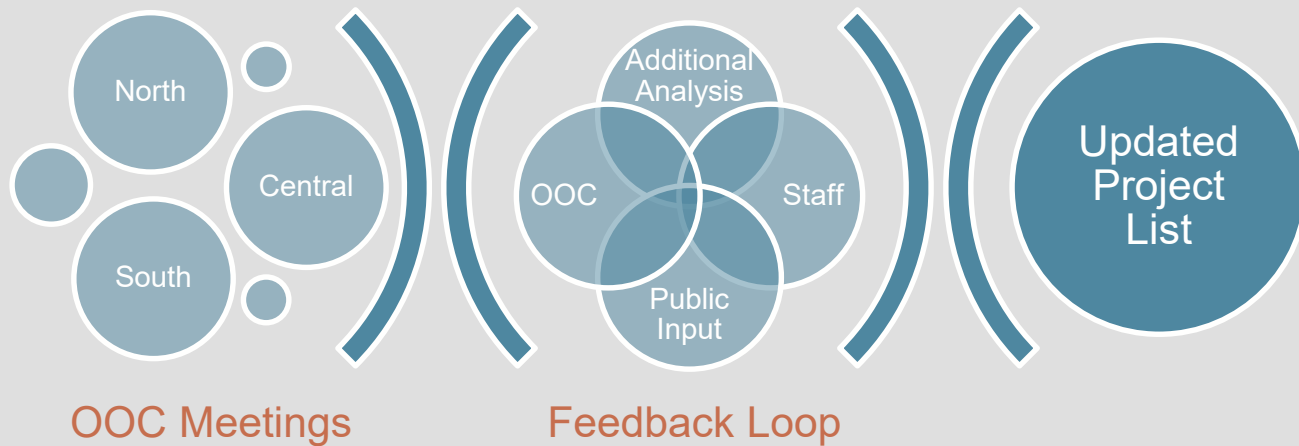 North
Central
South
Additional
Analysis
OOC
Staff
Public
Input
Updated
Project
List
OOC Meetings
Feedback Loop